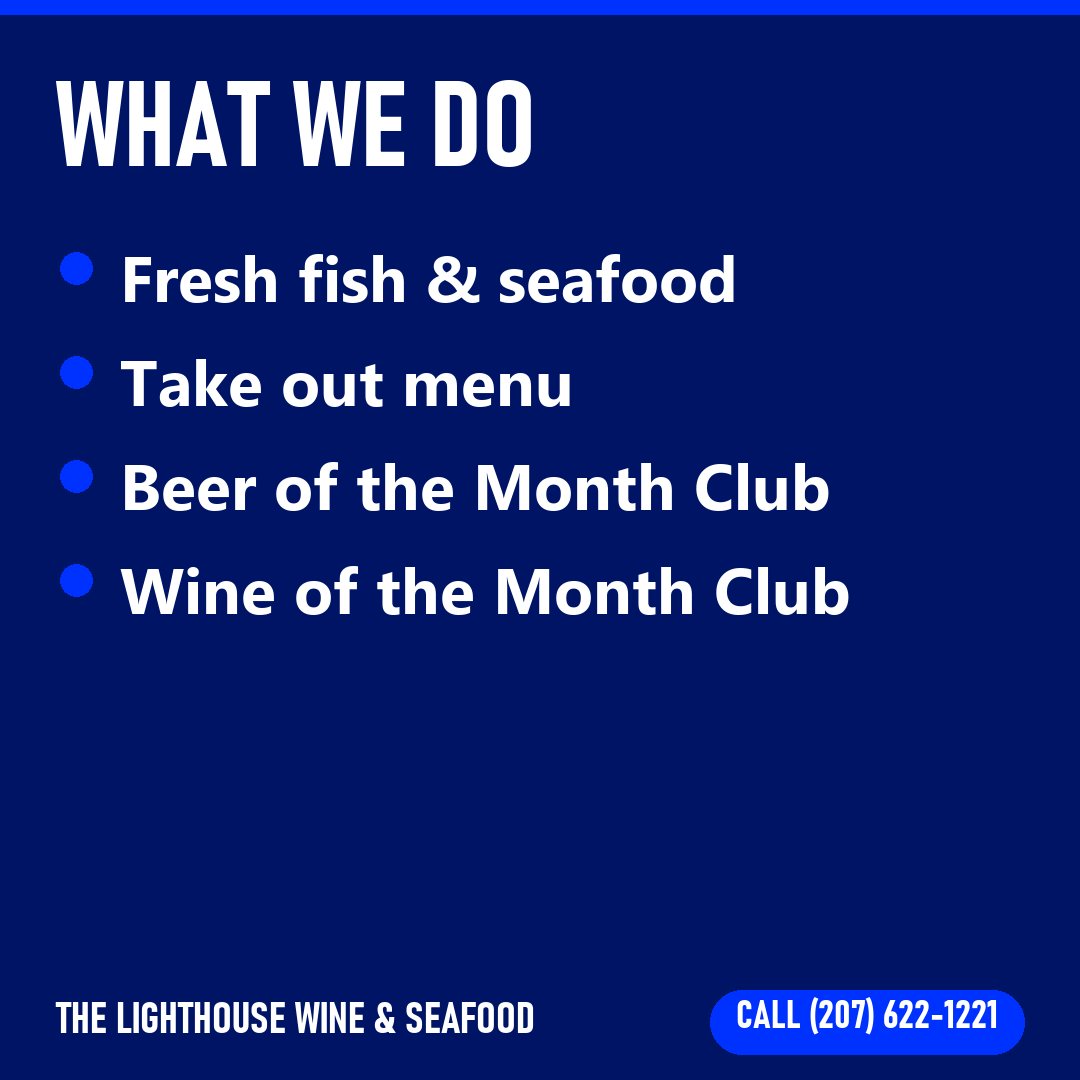 WHAT WE DO
Fresh fish & seafood
Take out menu
Beer of the Month Club
Wine of the Month Club
THE LIGHTHOUSE WINE & SEAFOOD
CALL (207) 622-1221